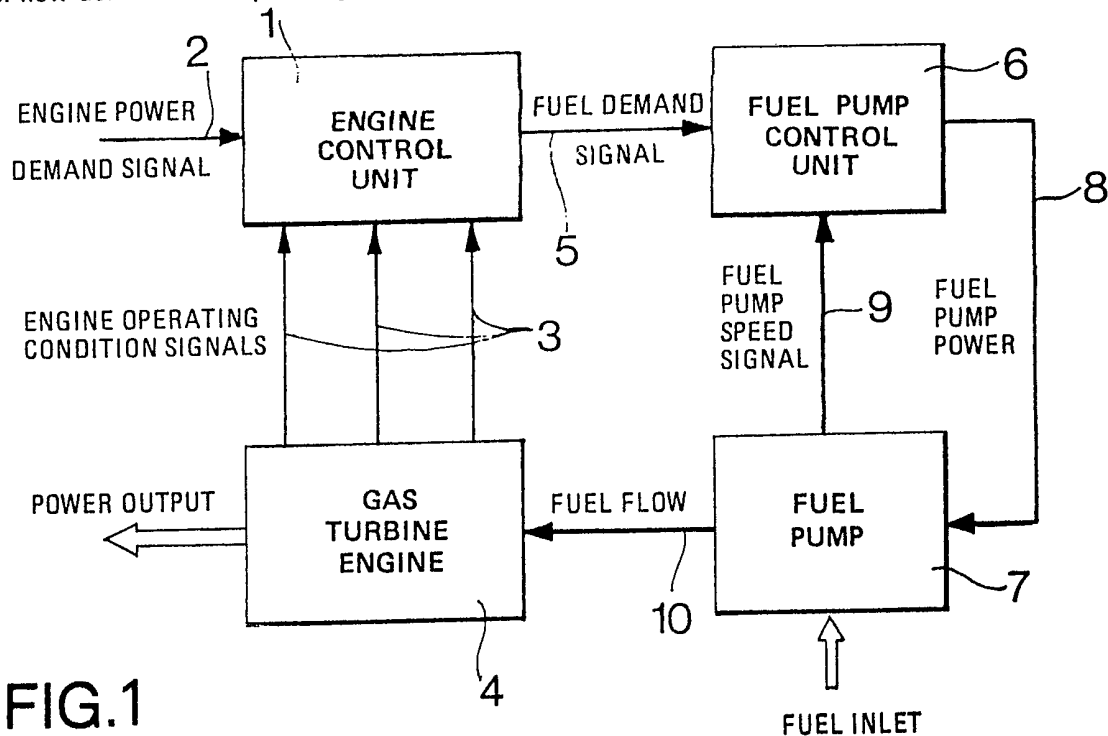 1
2
6
ENGINE POWER
DEMAND SIGNAL
ENGINE
CONTROL
UNIT
FUEL DEMAND
SIGNAL
5
FUEL PUMP
CONTROL
UNIT
8
ENGINE OPERATING
CONDITION SIGNALS
3
FUEL
PUMP
SPEED
SIGNAL
9
FUEL
PUMP
POWER
POWER OUTPUT
GAS
TURBINE
ENGINE
FUEL FLOW
10
FUEL
PUMP
7
4
FIG.1
FUEL INLET